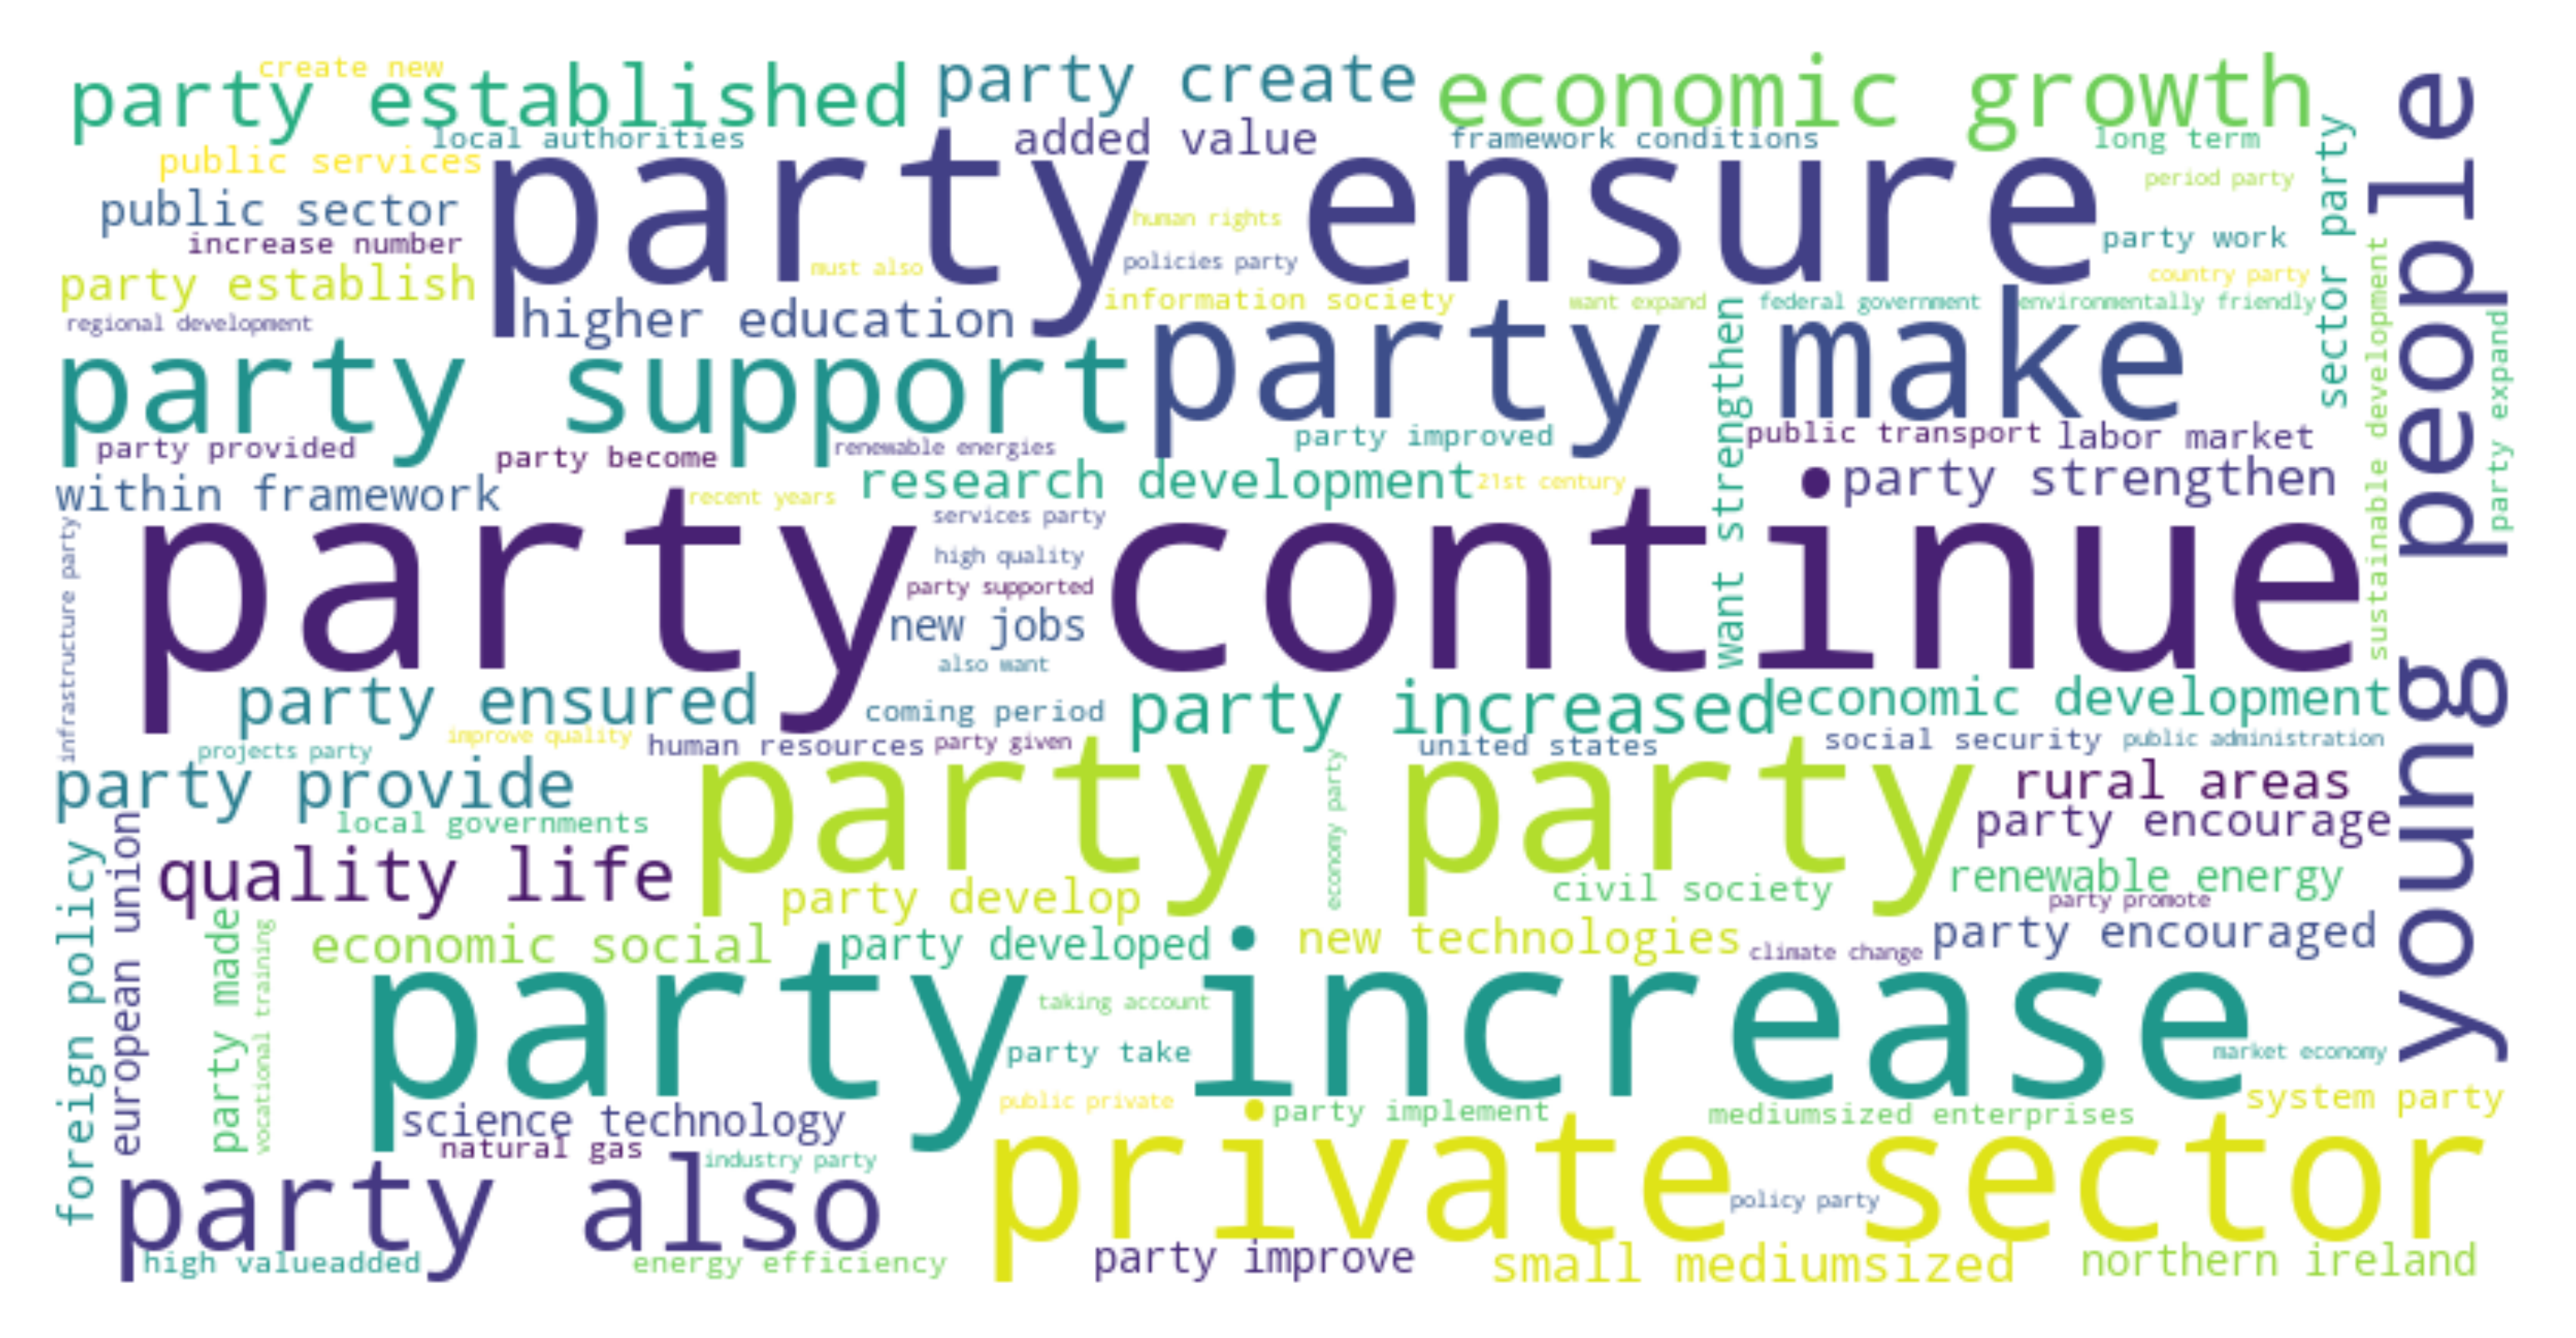 create new
party established
party create
economic growth
local authorities
added value
framework conditions
long term
public services
party ensure
period party
public sector
human rights
increase number
party work
must also
policies party
country party
party establish
information society
want expand
federal government
environmentally friendly
regional development
higher education
sector party
young people
sustainable development
party expand
party support
party make
want strengthen
party provided
party become
renewable energies
party improved
public transport
labor market
within framework
recent years
research development
21st century
party strengthen
services party
party continue
high quality
party supported
new jobs
also want
infrastructure party
party ensured
coming period
party increased
economic development
improve quality
projects party
human resources
party given
united states
social security
public administration
party provide
party party
economy party
rural areas
local governments
party encourage
quality life
party develop
civil society
renewable energy
party promote
foreign policy
european union
party made
vocational training
economic social
party developed
new technologies
climate change
party encouraged
party increase
taking account
party take
market economy
public private
party implement
mediumsized enterprises
system party
science technology
natural gas
industry party
private sector
party also
policy party
high valueadded
energy efficiency
party improve
small mediumsized
northern ireland